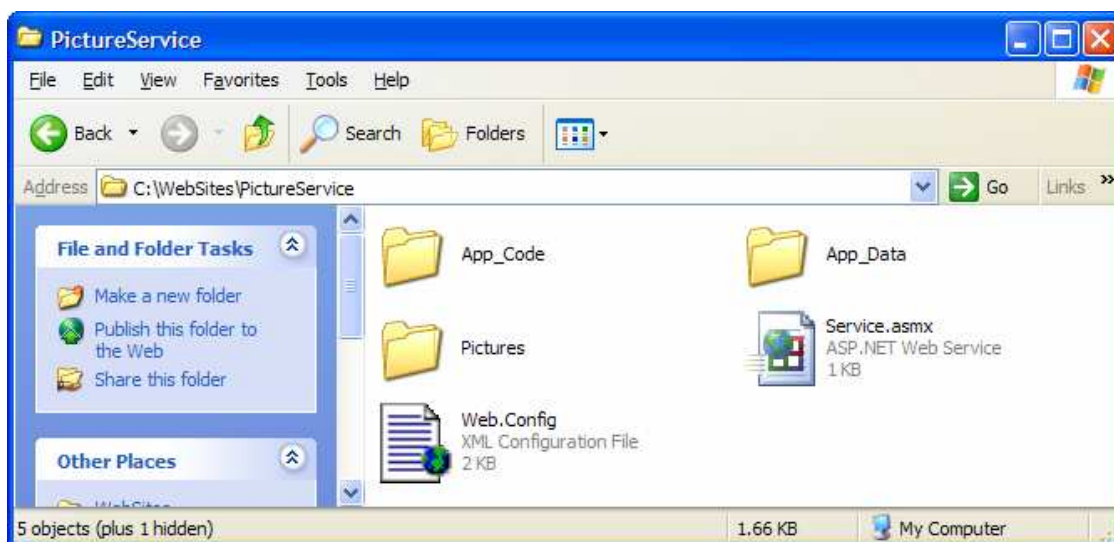 PictureService
File Edit View Favorites Tools Help
Back Search Folders
Address C:\WebSites\PictureService Go Links »
File and Folder Tasks
Make a new folder
Publish this folder to
the Web
Share this folder
Other Places
WebSites
App_Code
App_Data
Pictures
Service.asmx
ASP.NET Web Service
1 KB
Web.Config
XML Configuration File
2 KB
5 objects (plus 1 hidden) 1.66 KB My Computer